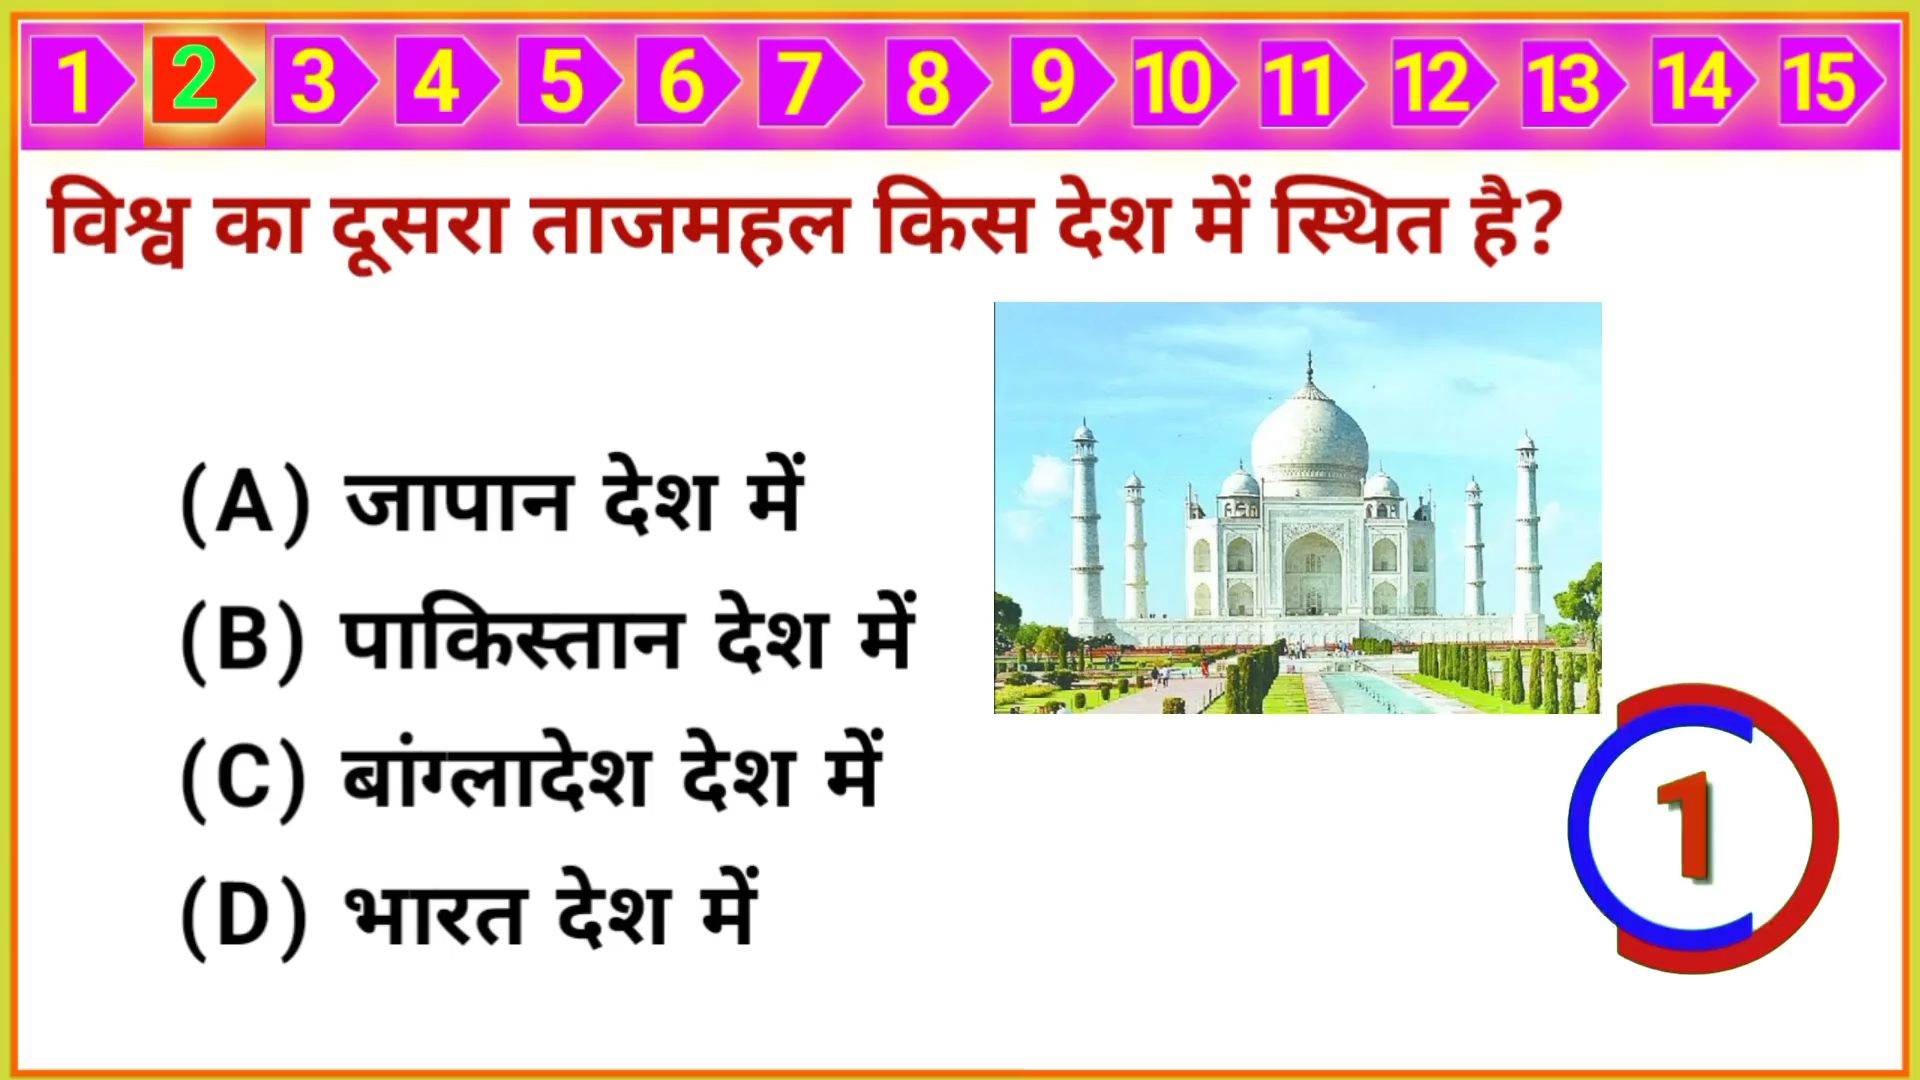 1 2 3 4 5 6 7 8 9 10 11 12 13 14 15
विश्व का दूसरा ताजमहल किस देश में स्थित है?
(A) जापान देश में
(B) पाकिस्तान देश में
(C) बांग्लादेश देश में
(D) भारत देश में
1